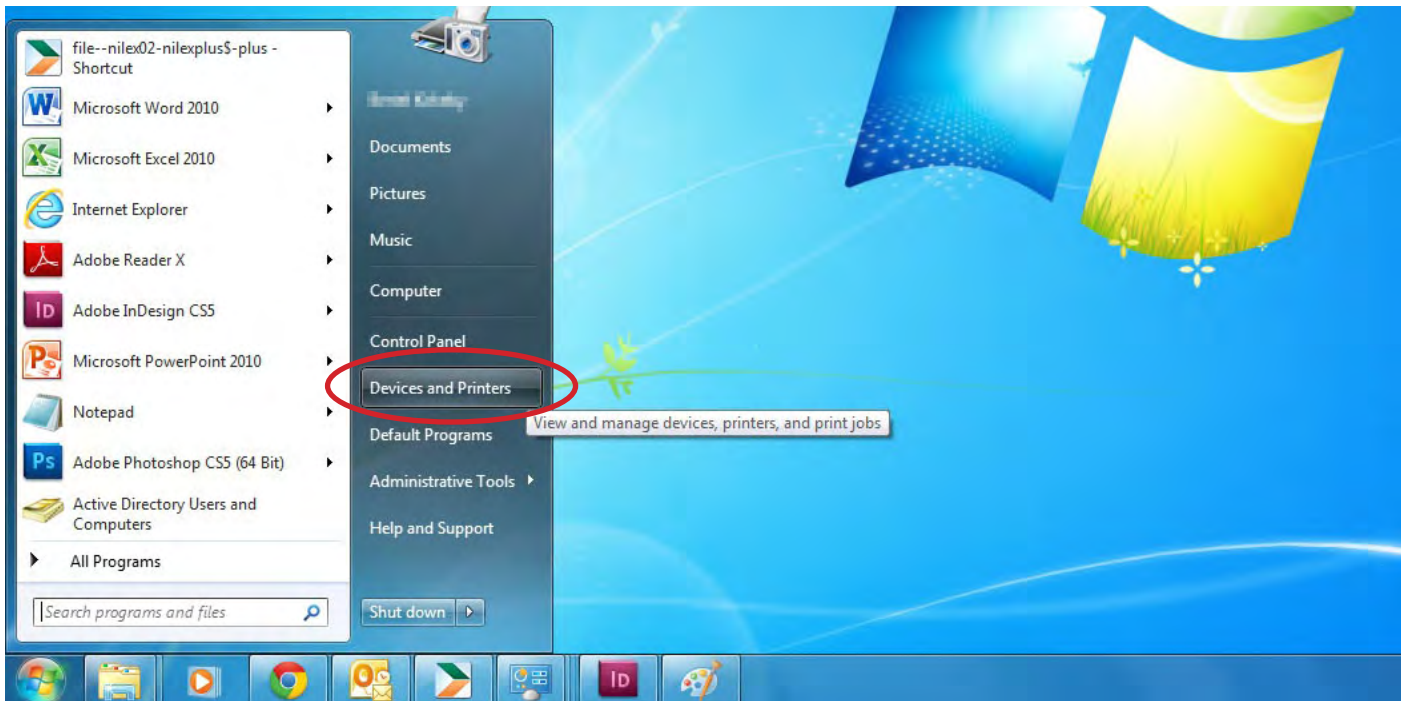 file--nilex02-nilexplus$-plus -
Shortcut
Microsoft Word 2010
Microsoft Excel 2010
Internet Explorer
Adobe Reader X
Adobe InDesign CS5
Microsoft PowerPoint 2010
Notepad
Adobe Photoshop CS5 (64 Bit)
Active Directory Users and
Computers
All Programs
Search programs and files
Documents
Pictures
Music
Computer
Control Panel
Devices and Printers
View and manage devices, printers, and print jobs
Default Programs
Administrative Tools
Help and Support
Shut down
W
ID
Ps
ID